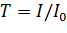 T = I/I₀